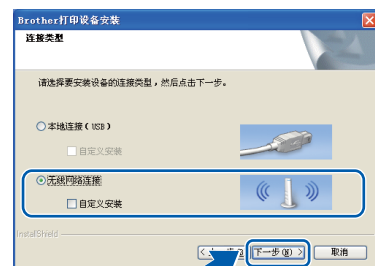 Brother打印设备安装
连接类型
请选择要安装设备的连接类型，然后点击下一步。
本地连接（USB）
自定义安装
无线网络连接
自定义安装
InstallShield
下一步(N) > 取消